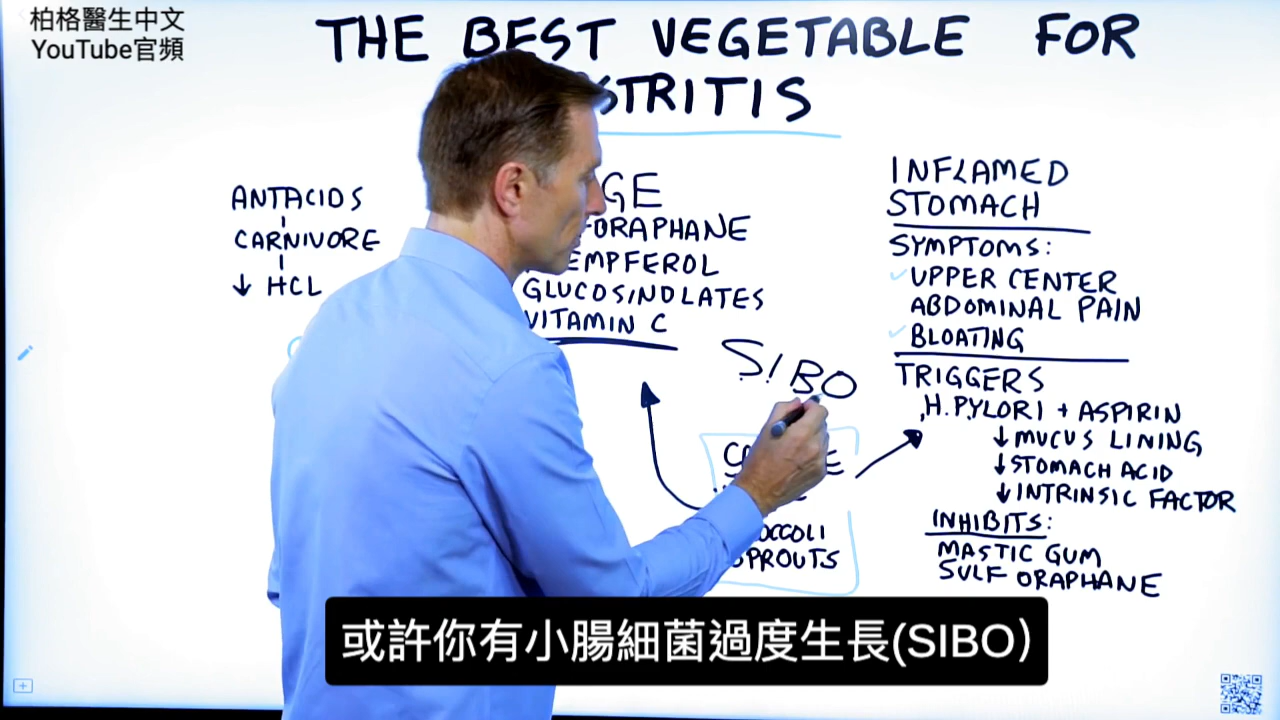 柏格醫生中文
YouTube官頻
THE BEST VEGETABLE FOR
STRITIS
ANTACIDS
CARNIVORE
↓ HCL
GE
FORAPHANE
EMPFEROL
GLUCOSINOLATES
VITAMIN C
SIBO
OCCOLI
SPROUTS
INFLAMED
STOMACH
SYMPTOMS:
✓UPPER CENTER
ABDOMINAL PAIN
✓BLOATING
TRIGGERS
H.PYLORI + ASPIRIN
↓MUCUS LINING
↓STOMACH ACID
↓INTRINSIC FACTOR
INHIBITS:
MASTIC GUM
SULFORAPHANE
或許你有小腸細菌過度生長(SIBO)